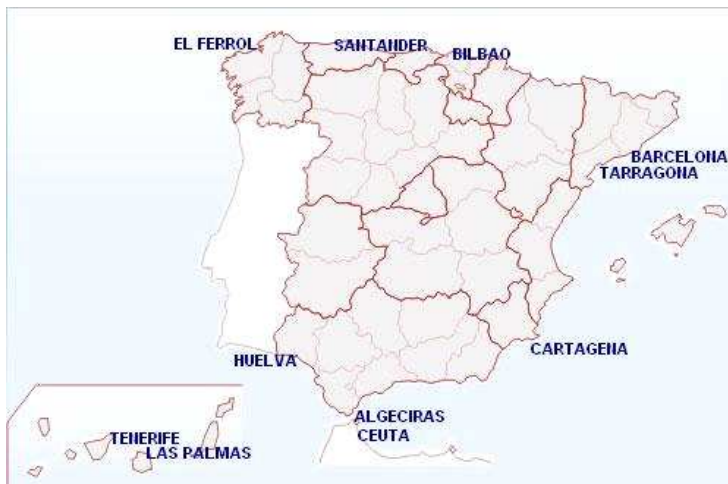 EL FERROL
SANTANDER
BILBAO
BARCELONA
TARRAGONA
CARTAGENA
HUELVA
ALGECIRAS
CEUTA
TENERIFE
LAS PALMAS